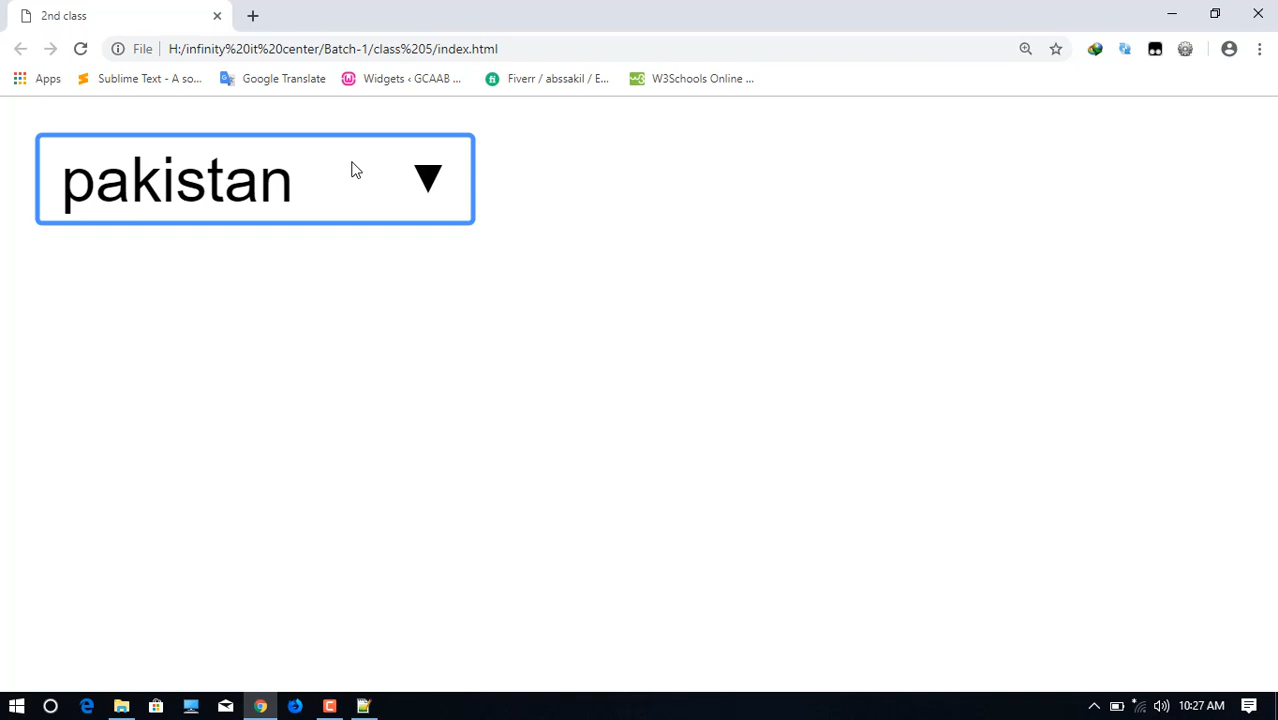 2nd class
File H:/infinity%20it%20center/Batch-1/class%205/index.html
Apps Sublime Text - A so... Google Translate Widgets ‹ GCAAB ... Fiverr / abssakil / E... W3Schools Online ...
pakistan
10:27 AM